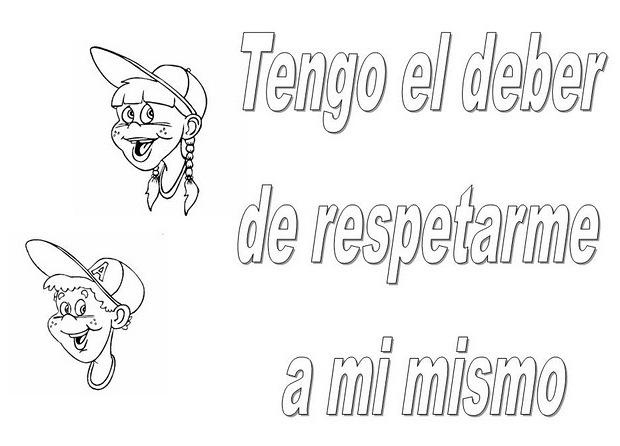 Tengo el deber
A
de respetarme
a mi mismo